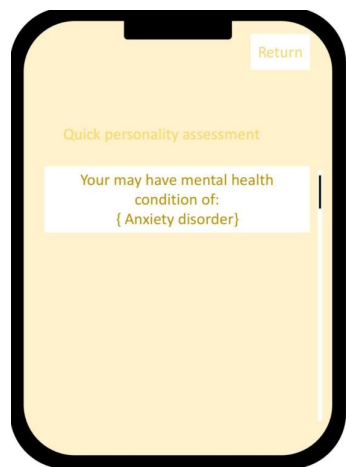 Return
Quick personality assessment
Your may have mental health
condition of:
{ Anxiety disorder}